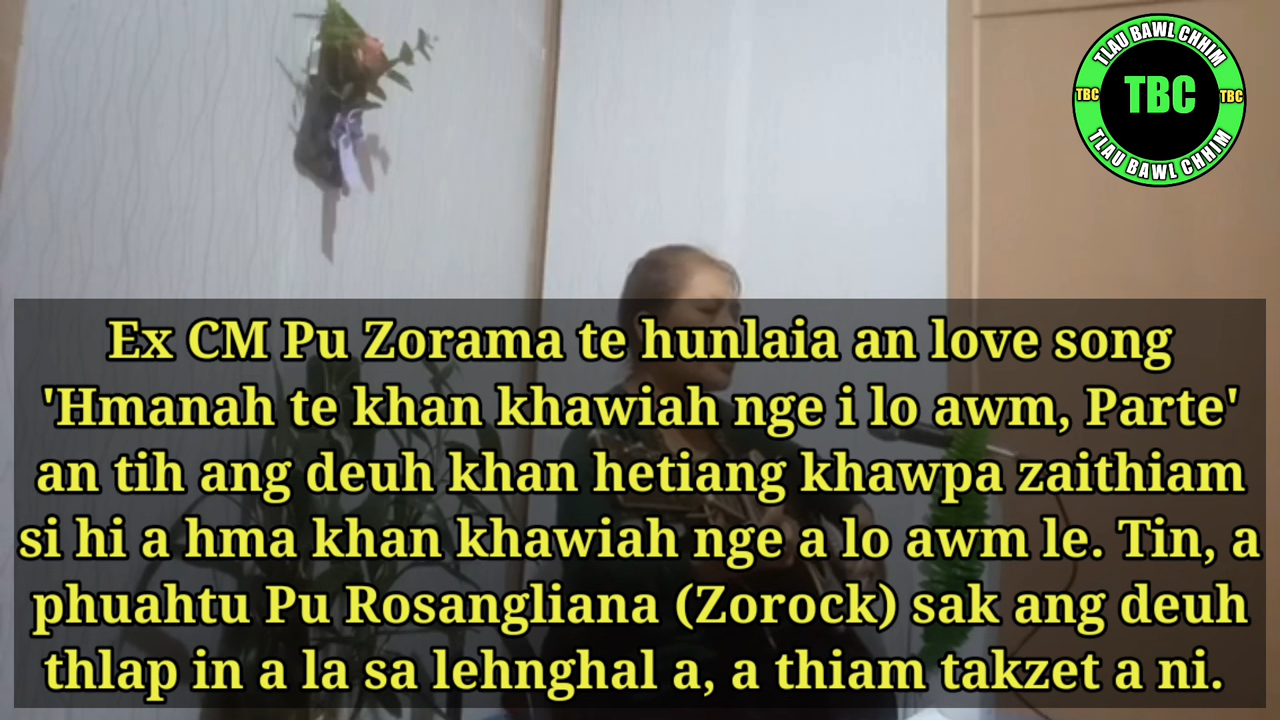 TLAU BAWL CHHIM
TBC TBC TBC
TLAU BAWL CHHIM
Ex CM Pu Zorama te hunlaia an love song
'Hmanah te khan khawiah nge i lo awm, Parte'
an tih ang deuh khan hetiang khawpa zaithiam
si hi a hma khan khawiah nge a lo awm le. Tin, a
phuahtu Pu Rosangliana (Zorock) sak ang deuh
thlap in a la sa lehnghal a, a thiam takzet a ni.